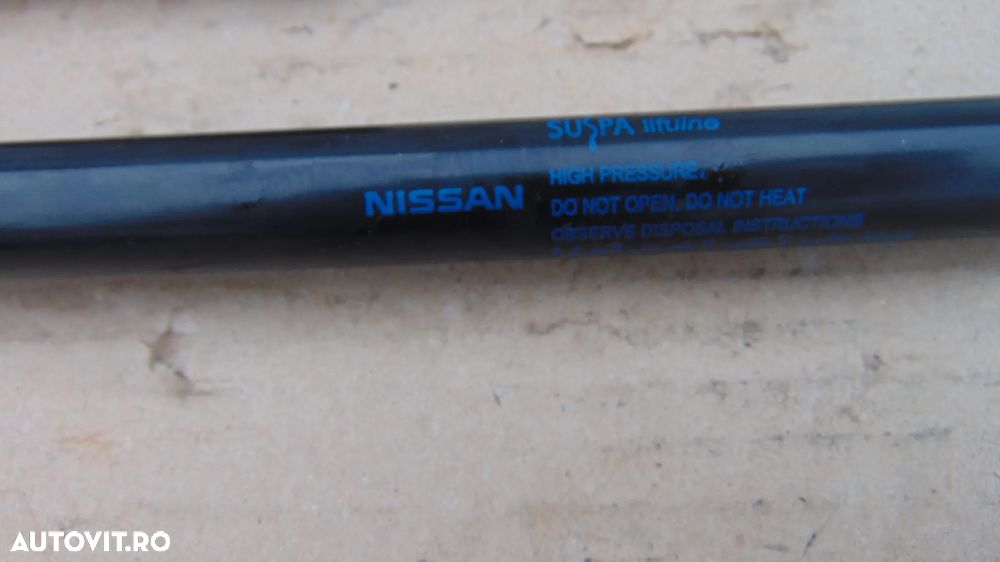 SUSPA liftline
NISSAN
HIGH PRESSURE!
DO NOT OPEN, DO NOT HEAT
OBSERVE DISPOSAL INSTRUCTIONS
AUTOVIT.RO